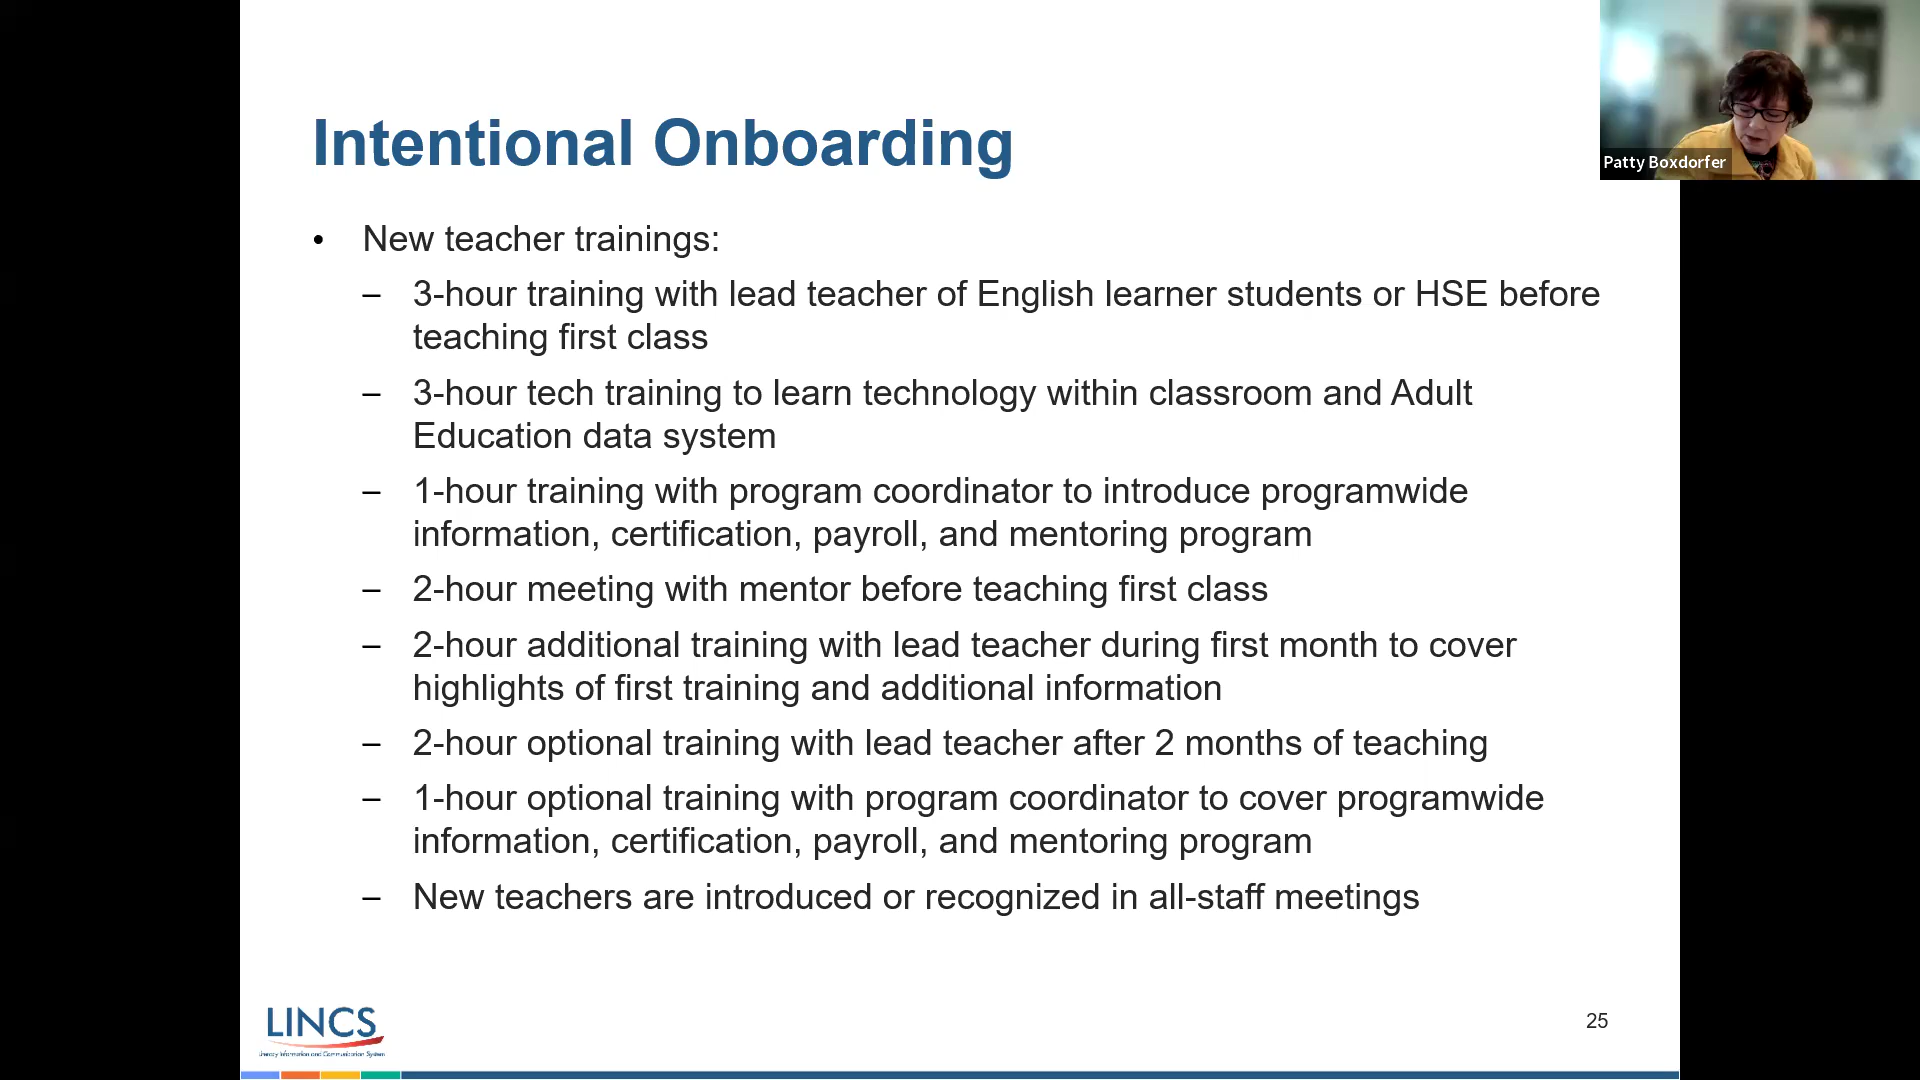 Intentional Onboarding
Patty Boxdorfer
• New teacher trainings:
– 3-hour training with lead teacher of English learner students or HSE before
teaching first class
– 3-hour tech training to learn technology within classroom and Adult
Education data system
– 1-hour training with program coordinator to introduce programwide
information, certification, payroll, and mentoring program
– 2-hour meeting with mentor before teaching first class
– 2-hour additional training with lead teacher during first month to cover
highlights of first training and additional information
– 2-hour optional training with lead teacher after 2 months of teaching
– 1-hour optional training with program coordinator to cover programwide
information, certification, payroll, and mentoring program
– New teachers are introduced or recognized in all-staff meetings
LINCS
Literacy Information and Communication System
25